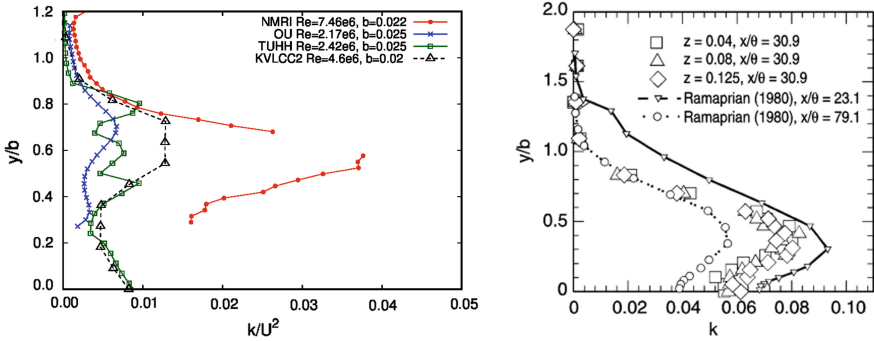 NMRI Re=7.46e6, b=0.022
OU Re=2.17e6, b=0.025
TUHH Re=2.42e6, b=0.025
KVLCC2 Re=4.6e6, b=0.02
1.2
1.0
0.8
0.6
0.4
0.2
0.0
y/b
0.00
0.01
0.02
0.03
0.04
0.05
k/U²
z = 0.04, x/θ = 30.9
z = 0.08, x/θ = 30.9
z = 0.125, x/θ = 30.9
Ramaprian (1980), x/θ = 23.1
Ramaprian (1980), x/θ = 79.1
2.0
1.5
1.0
0.5
0
y/b
0
0.02
0.04
0.06
0.08
0.10
k